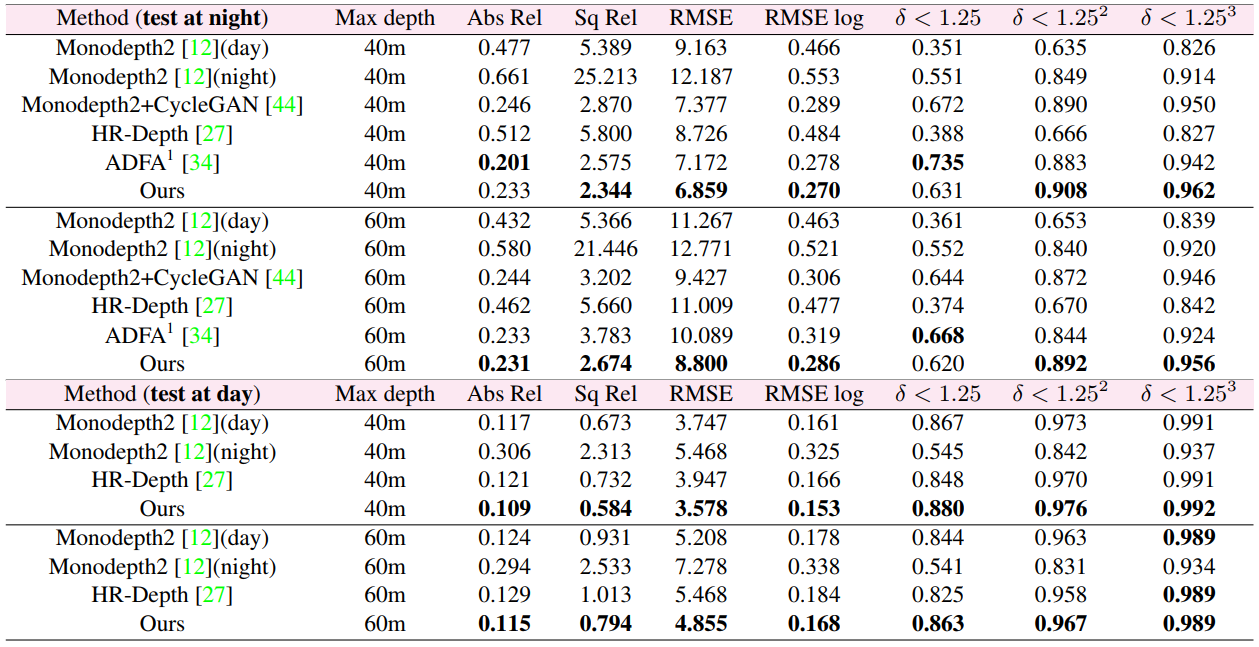 Method (test at night) Max depth Abs Rel Sq Rel RMSE RMSE log δ < 1.25 δ < 1.25² δ < 1.25³
Monodepth2 [12](day) 40m 0.477 5.389 9.163 0.466 0.351 0.635 0.826
Monodepth2 [12](night) 40m 0.661 25.213 12.187 0.553 0.551 0.849 0.914
Monodepth2+CycleGAN [44] 40m 0.246 2.870 7.377 0.289 0.672 0.890 0.950
HR-Depth [27] 40m 0.512 5.800 8.726 0.484 0.388 0.666 0.827
ADFA¹ [34] 40m 0.201 2.575 7.172 0.278 0.735 0.883 0.942
Ours 40m 0.233 2.344 6.859 0.270 0.631 0.908 0.962
Monodepth2 [12](day) 60m 0.432 5.366 11.267 0.463 0.361 0.653 0.839
Monodepth2 [12](night) 60m 0.580 21.446 12.771 0.521 0.552 0.840 0.920
Monodepth2+CycleGAN [44] 60m 0.244 3.202 9.427 0.306 0.644 0.872 0.946
HR-Depth [27] 60m 0.462 5.660 11.009 0.477 0.374 0.670 0.842
ADFA¹ [34] 60m 0.233 3.783 10.089 0.319 0.668 0.844 0.924
Ours 60m 0.231 2.674 8.800 0.286 0.620 0.892 0.956
Method (test at day) Max depth Abs Rel Sq Rel RMSE RMSE log δ < 1.25 δ < 1.25² δ < 1.25³
Monodepth2 [12](day) 40m 0.117 0.673 3.747 0.161 0.867 0.973 0.991
Monodepth2 [12](night) 40m 0.306 2.313 5.468 0.325 0.545 0.842 0.937
HR-Depth [27] 40m 0.121 0.732 3.947 0.166 0.848 0.970 0.991
Ours 40m 0.109 0.584 3.578 0.153 0.880 0.976 0.992
Monodepth2 [12](day) 60m 0.124 0.931 5.208 0.178 0.844 0.963 0.989
Monodepth2 [12](night) 60m 0.294 2.533 7.278 0.338 0.541 0.831 0.934
HR-Depth [27] 60m 0.129 1.013 5.468 0.184 0.825 0.958 0.989
Ours 60m 0.115 0.794 4.855 0.168 0.863 0.967 0.989